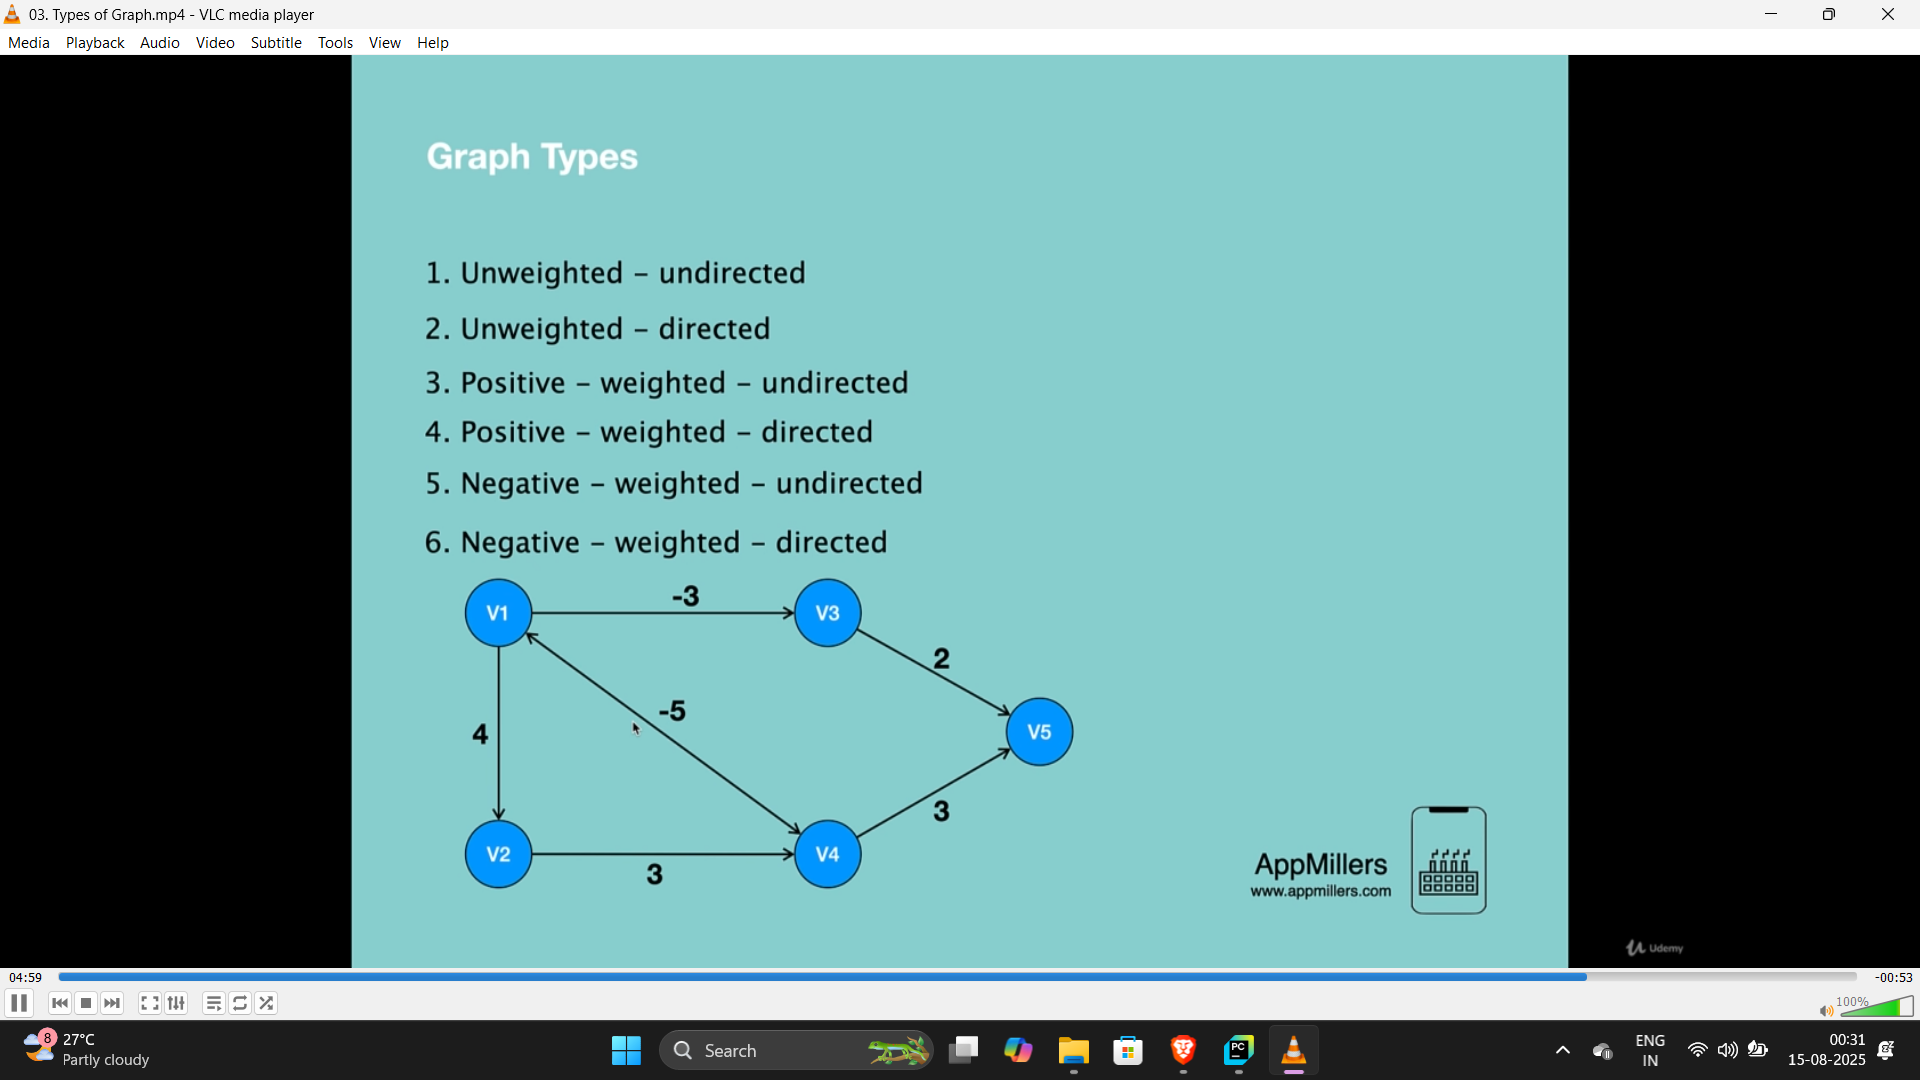 03. Types of Graph.mp4 - VLC media player
Media Playback Audio Video Subtitle Tools View Help
Graph Types
1. Unweighted – undirected
2. Unweighted – directed
3. Positive – weighted – undirected
4. Positive – weighted – directed
5. Negative – weighted – undirected
6. Negative – weighted – directed
V1
-3
V3
2
-5
4
V5
3
V2
3
V4
AppMillers
www.appmillers.com
Udemy
04:59
-00:53
100%
8
27°C
Partly cloudy
Search
PC
ENG
IN
00:31
15-08-2025